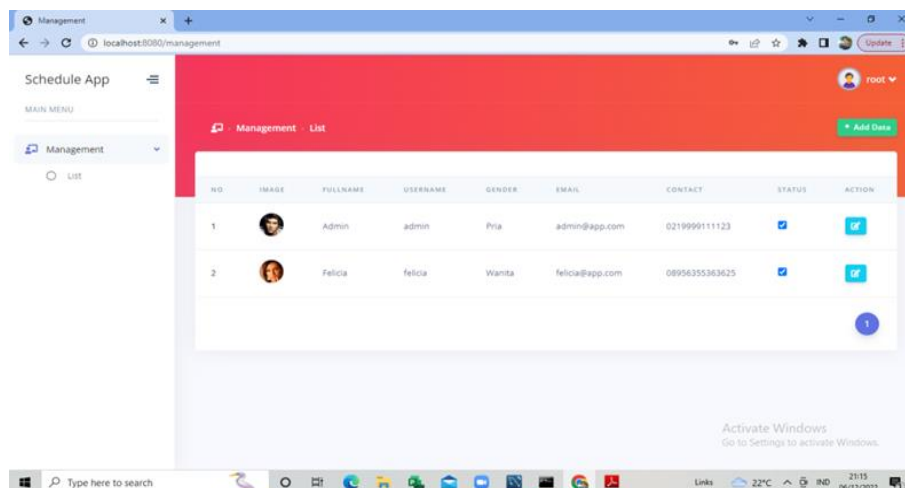 Management
localhost:8080/management
Update
Schedule App
root
MAIN MENU
Management - List
+ Add Data
Management
List
NO IMAGE FULLNAME USERNAME GENDER EMAIL CONTACT STATUS ACTION
1 Admin admin Pria admin@app.com 0219999111123
2 Felicia felicia Wanita felicia@app.com 08956355363625
1
Activate Windows
Go to Settings to activate Windows.
Type here to search
Links 22°C IND 21:15